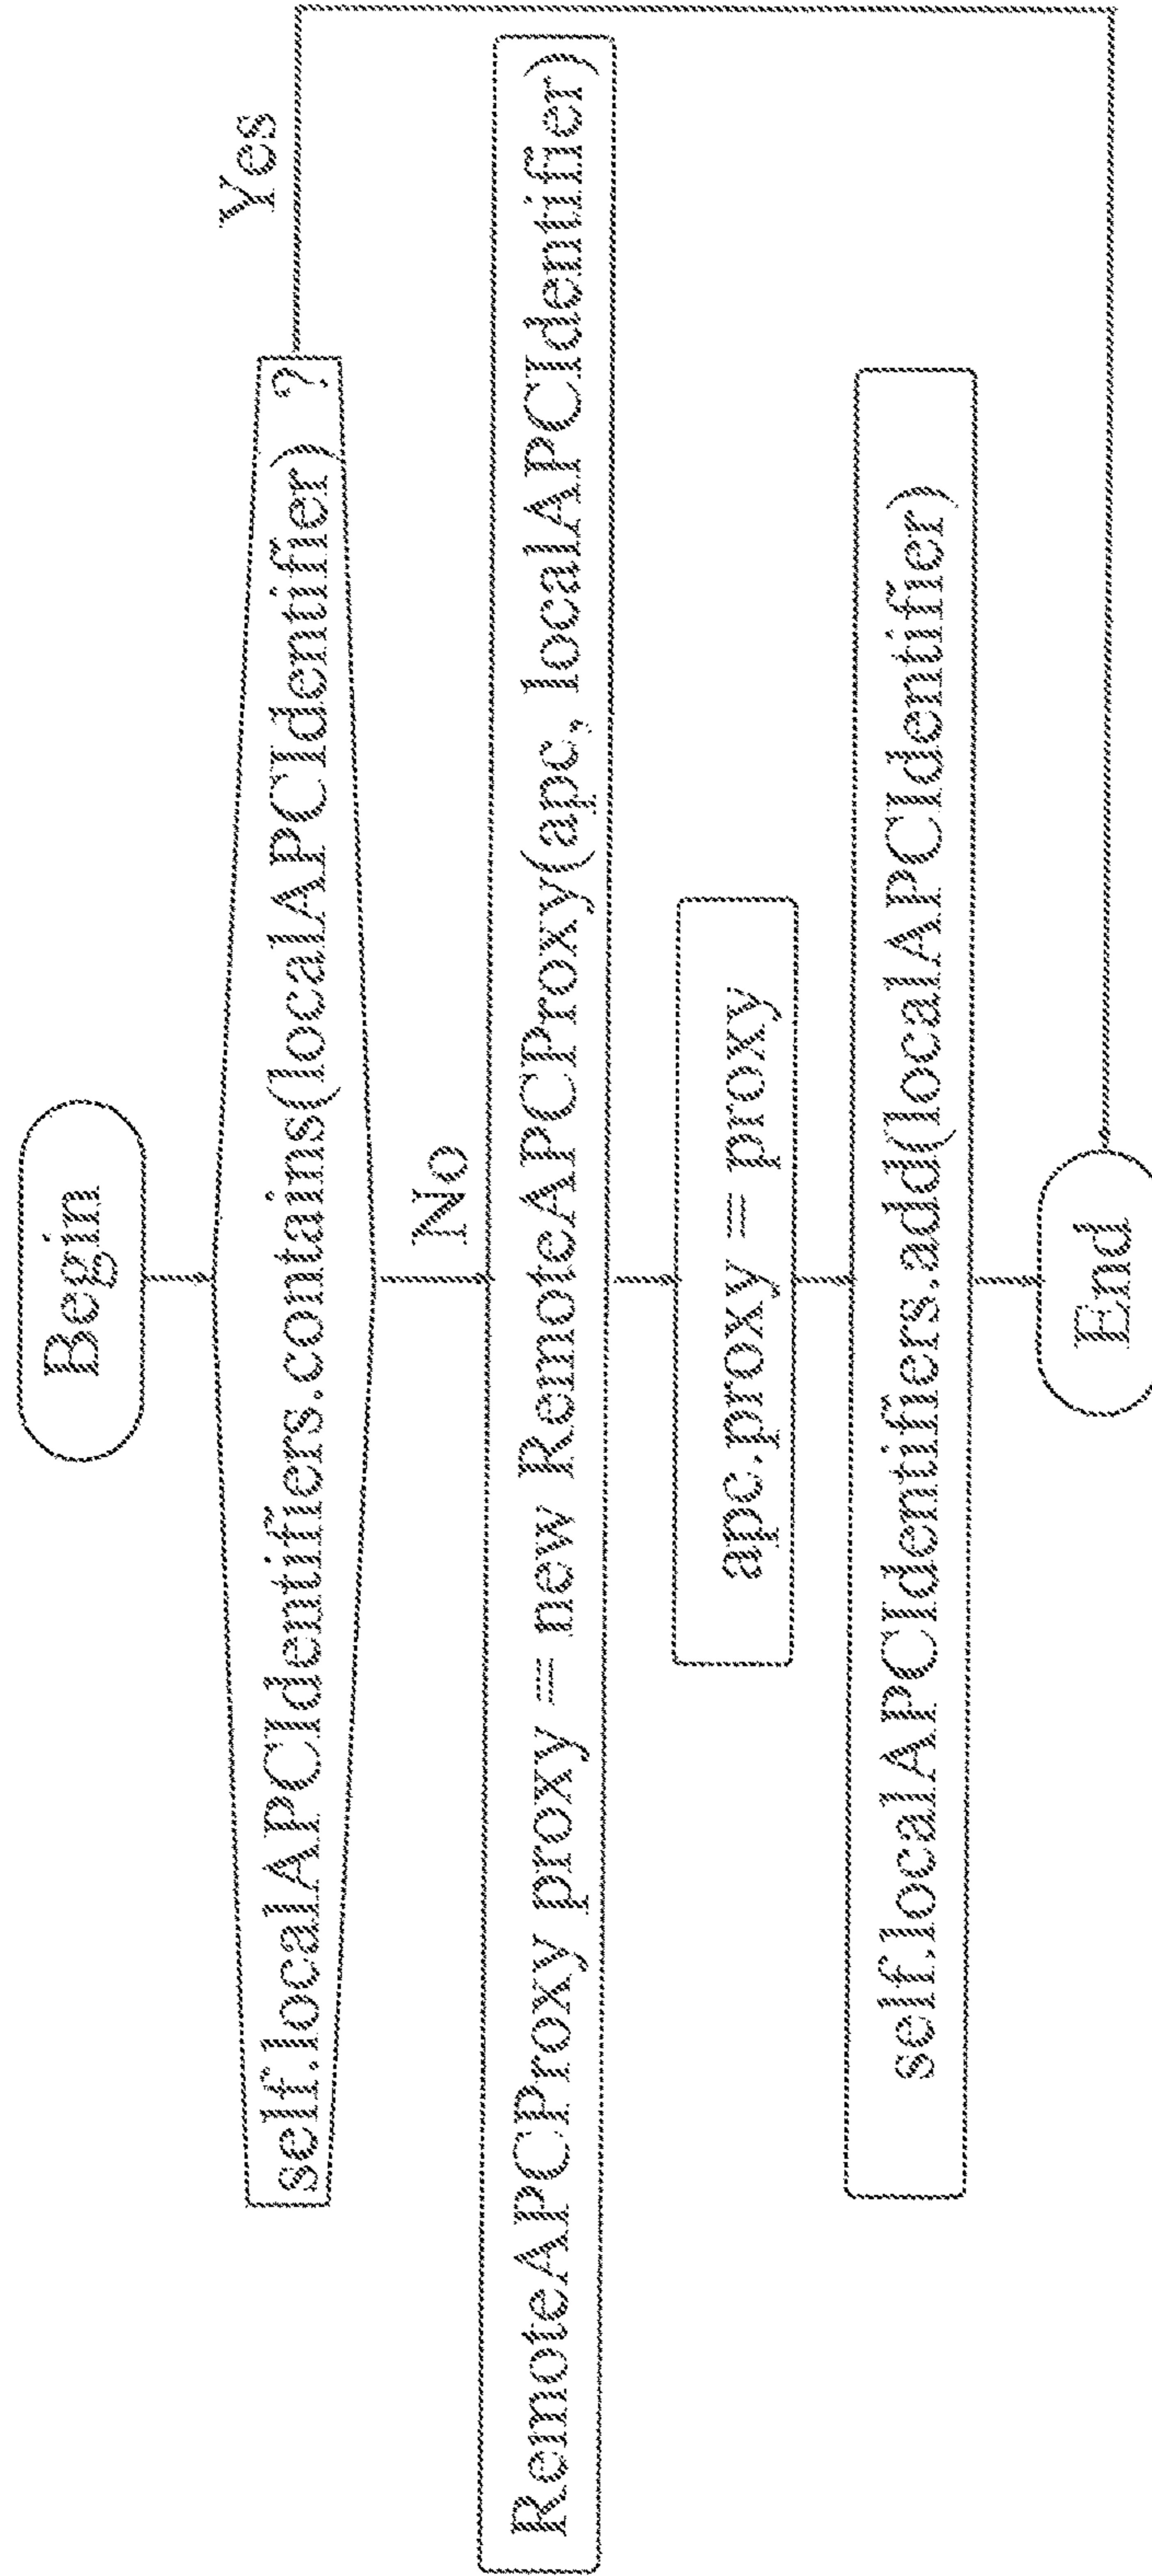 Begin
self.localAPCIdentifiers.contains(localAPCIdentifier) ?
Yes
No
RemoteAPCProxy proxy = new RemoteAPCProxy(apc, localAPCIdentifier)
apc.proxy = proxy
self.localAPCIdentifiers.add(localAPCIdentifier)
End